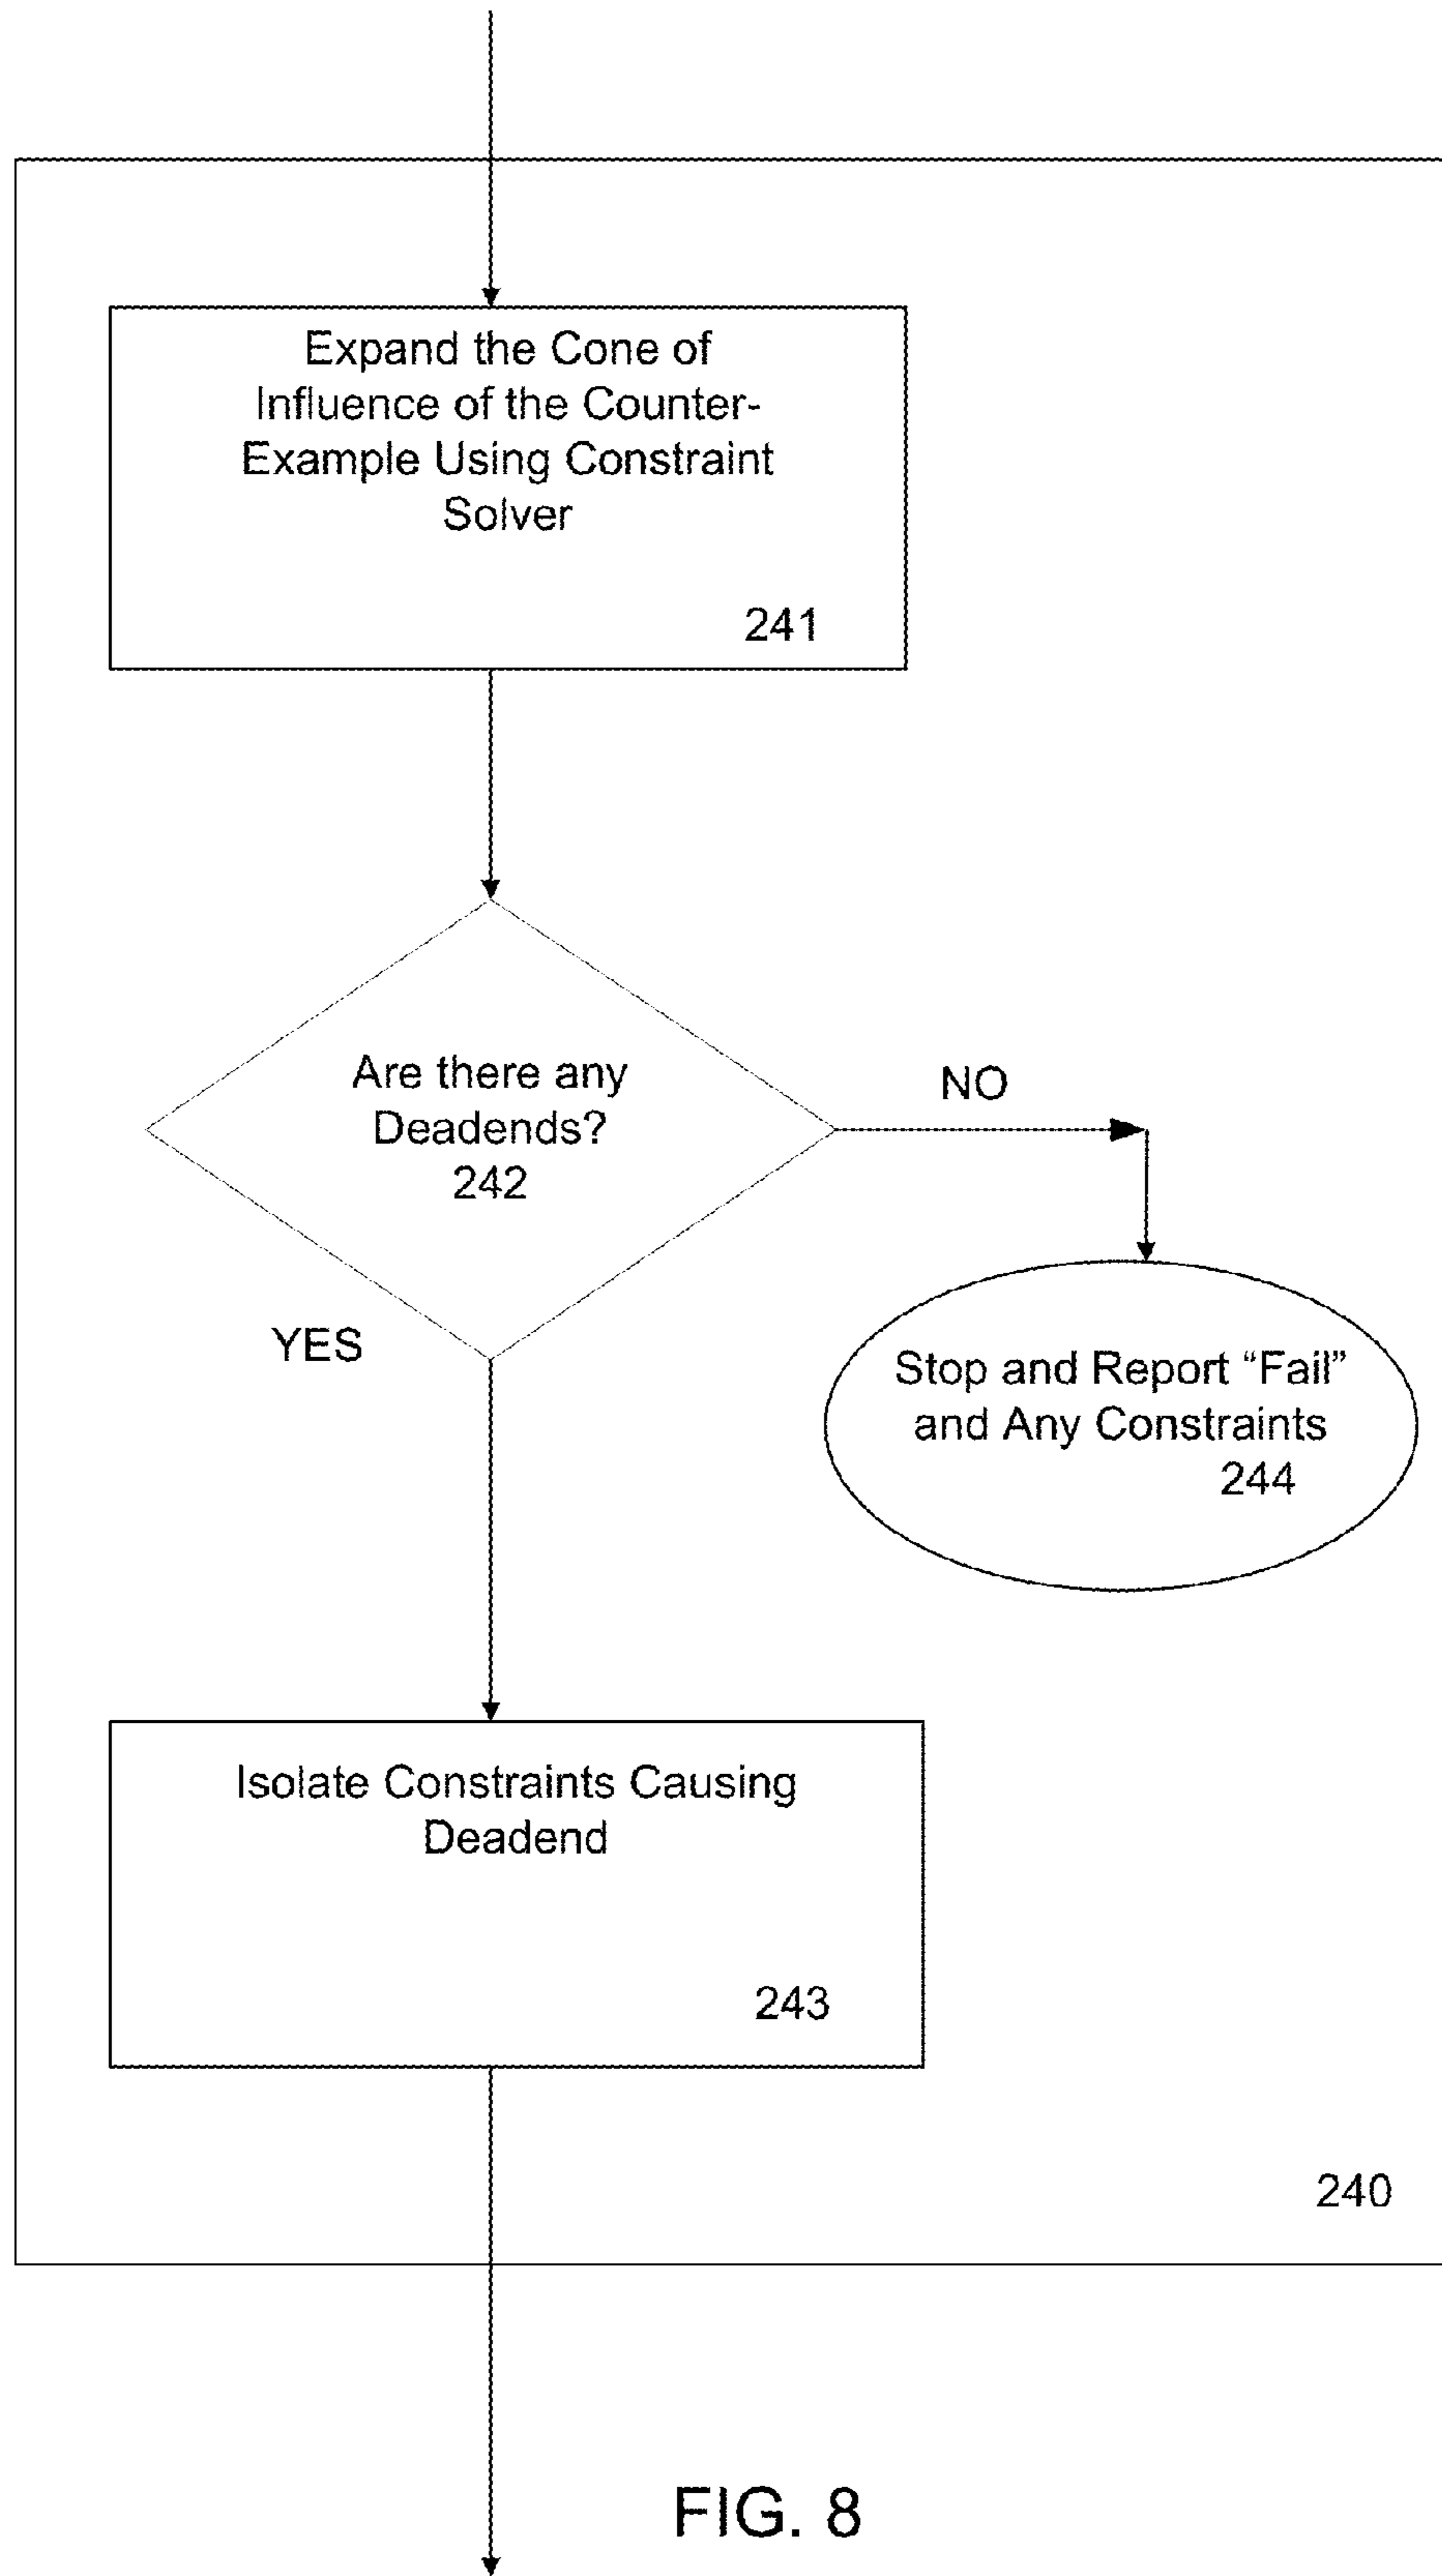 Expand the Cone of
Influence of the Counter-
Example Using Constraint
Solver
241
Are there any
Deadends?
242
NO
YES
Stop and Report “Fail”
and Any Constraints
244
Isolate Constraints Causing
Deadend
243
240
FIG. 8